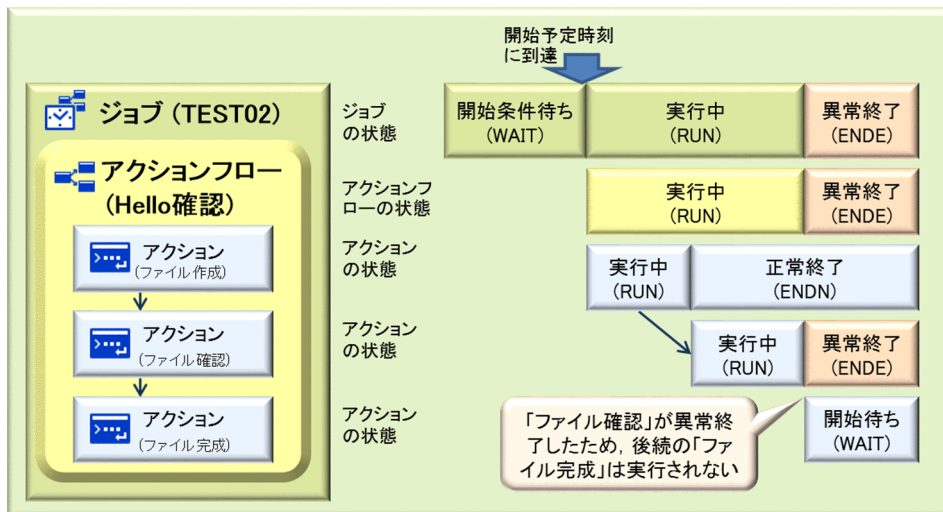 開始予定時刻
に到達
ジョブ (TEST02)
アクションフロー
(Hello確認)
アクション
(ファイル作成)
アクション
(ファイル確認)
アクション
(ファイル完成)
ジョブ
の状態
開始条件待ち
(WAIT)
実行中
(RUN)
異常終了
(ENDE)
アクションフ
ローの状態
実行中
(RUN)
異常終了
(ENDE)
アクション
の状態
実行中
(RUN)
正常終了
(ENDN)
アクション
の状態
実行中
(RUN)
異常終了
(ENDE)
アクション
の状態
「ファイル確認」が異常終
了したため,後続の「ファ
イル完成」は実行されない
開始待ち
(WAIT)